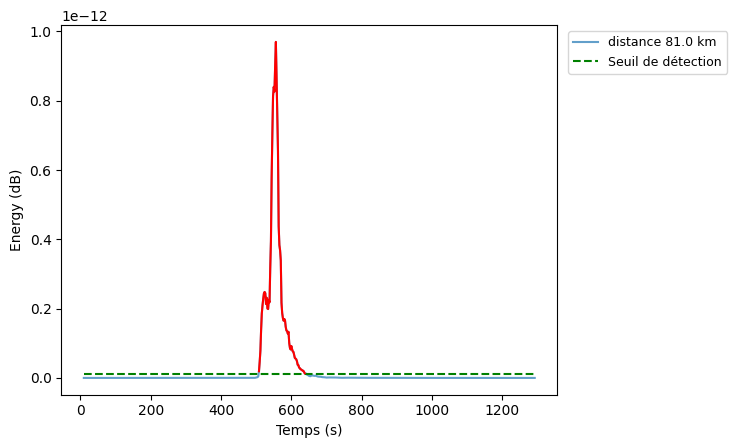 1e−12
distance 81.0 km
Seuil de détection
1.0
0.8
0.6
0.4
0.2
0.0
Energy (dB)
0 200 400 600 800 1000 1200
Temps (s)